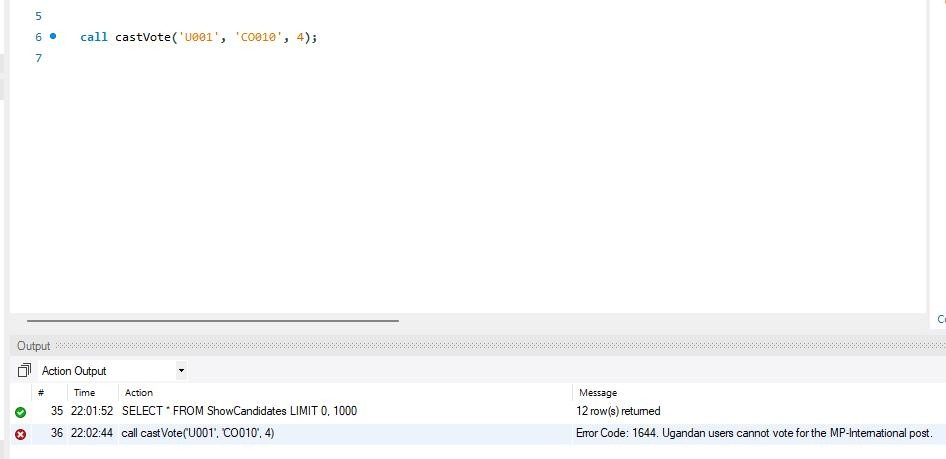 5
6 call castVote('U001', 'CO010', 4);
7
Output
Action Output
# Time Action Message
35 22:01:52 SELECT * FROM ShowCandidates LIMIT 0, 1000 12 row(s) returned
36 22:02:44 call castVote('U001', 'CO010', 4) Error Code: 1644. Ugandan users cannot vote for the MP-International post.